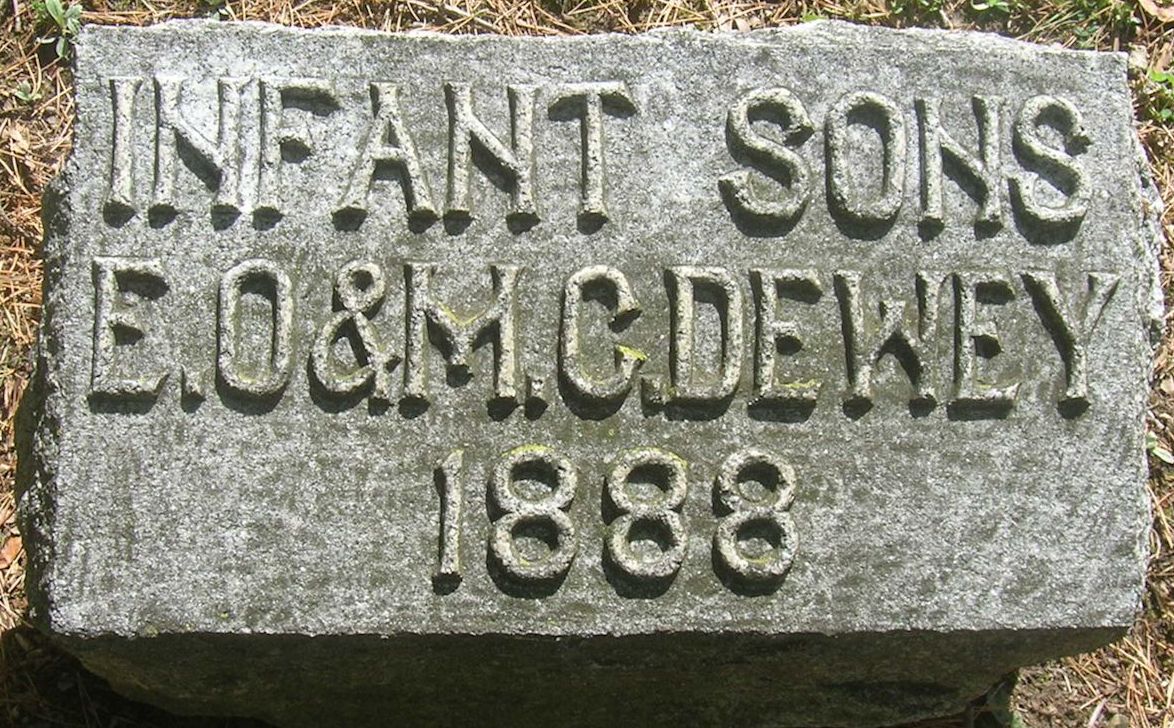 INFANT SONS
E.O & M.C. DEWEY
1888